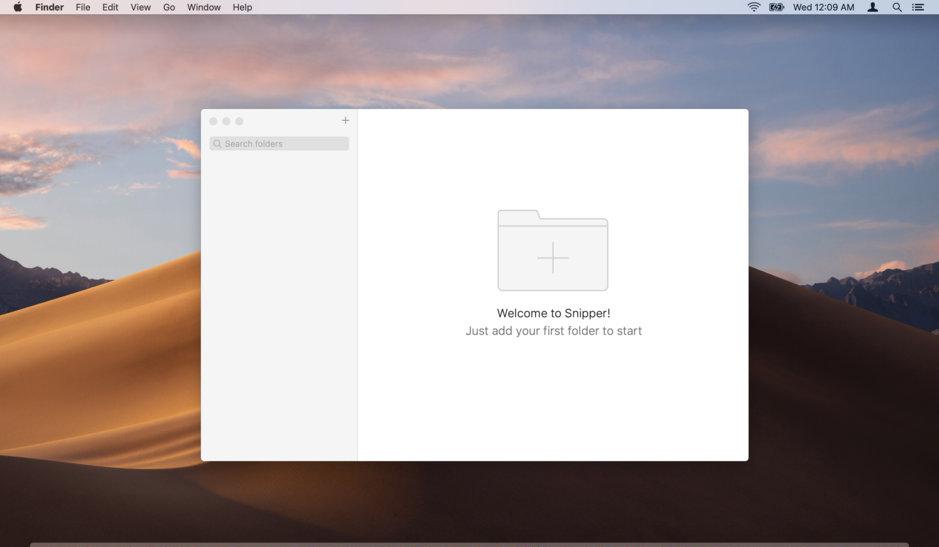 Finder File Edit View Go Window Help Wed 12:09 AM
Search folders
Welcome to Snipper!
Just add your first folder to start